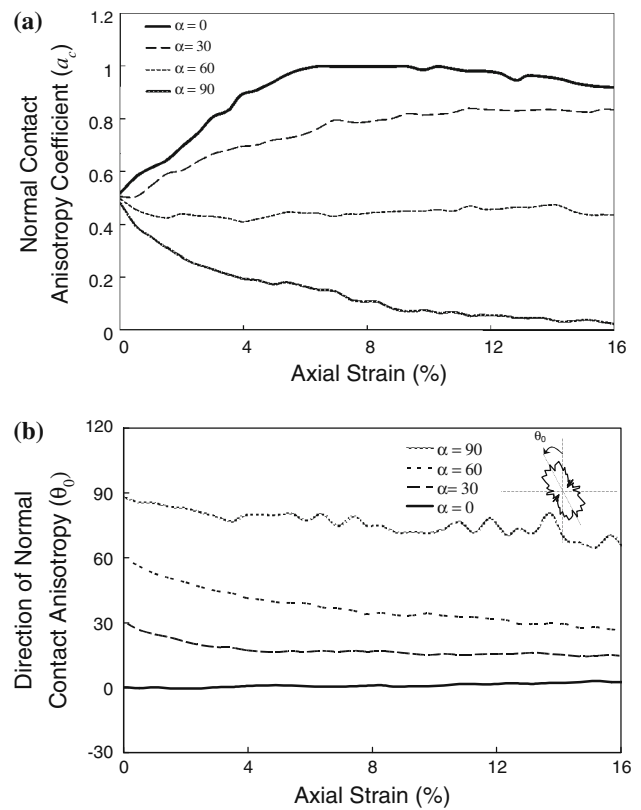 (a)
Normal Contact
Anisotropy Coefficient (a_c)
1.2
1
0.8
0.6
0.4
0.2
0
α = 0
α = 30
α = 60
α = 90
0 4 8 12 16
Axial Strain (%)
(b)
Direction of Normal
Contact Anisotropy (θ₀)
120
90
60
30
0
-30
α = 90
α = 60
α = 30
α = 0
θ₀
0 4 8 12 16
Axial Strain (%)